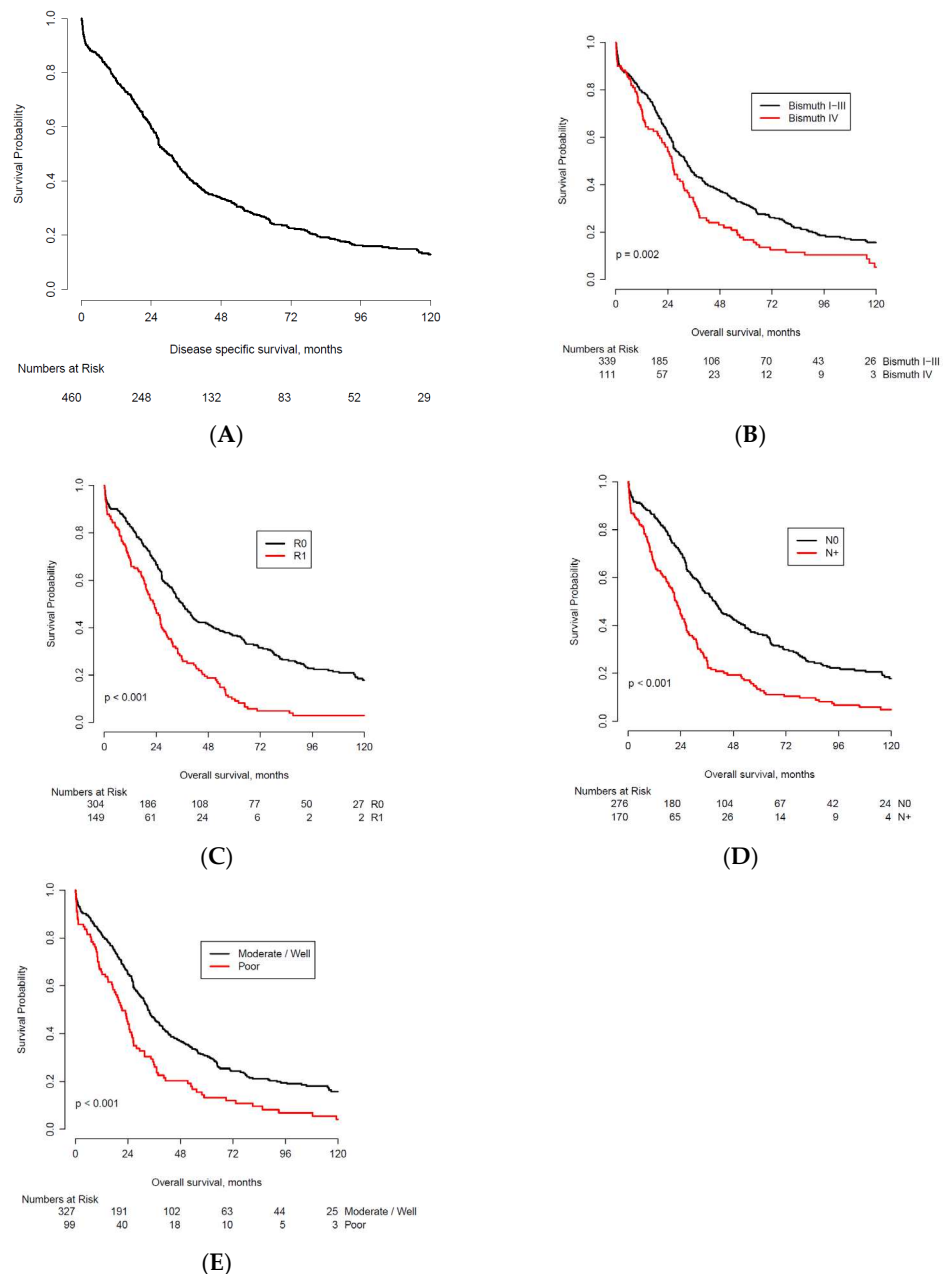 1.0
0.8
0.6
0.4
0.2
0.0
Survival Probability
0 24 48 72 96 120
Disease specific survival, months
Numbers at Risk
460 248 132 83 52 29
(A)
1.0
0.8
0.6
0.4
0.2
0.0
Survival Probability
Bismuth I−III
Bismuth IV
p = 0.002
0 24 48 72 96 120
Overall survival, months
Numbers at Risk
339 185 106 70 43 26 Bismuth I−III
111 57 23 12 9 3 Bismuth IV
(B)
1.0
0.8
0.6
0.4
0.2
0.0
Survival Probability
R0
R1
p < 0.001
0 24 48 72 96 120
Overall survival, months
Numbers at Risk
304 186 108 77 50 27 R0
149 61 24 6 2 2 R1
(C)
1.0
0.8
0.6
0.4
0.2
0.0
Survival Probability
N0
N+
p < 0.001
0 24 48 72 96 120
Overall survival, months
Numbers at Risk
276 180 104 67 42 24 N0
170 65 26 14 9 4 N+
(D)
1.0
0.8
0.6
0.4
0.2
0.0
Survival Probability
Moderate / Well
Poor
p < 0.001
0 24 48 72 96 120
Overall survival, months
Numbers at Risk
327 191 102 63 44 25 Moderate / Well
99 40 18 10 5 3 Poor
(E)